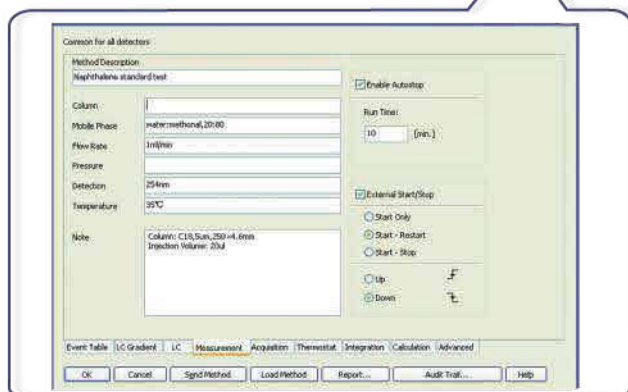 Common for all detectors
Method Description
Naphthalene standard test
Column
Mobile Phase water:methonal,20:80
Flow Rate 1ml/min
Pressure
Detection 254nm
Temperature 35℃
Note
Column: C18,5um,250×4.6mm
Injection Volume: 20ul
Enable Autostop
Run Time:
10 [min.]
External Start/Stop
Start Only
Start - Restart
Start - Stop
Up
Down
Event Table LC Gradient LC Measurement Acquisition Thermostat Integration Calculation Advanced
OK Cancel Send Method Load Method Report... Audit Trail... Help